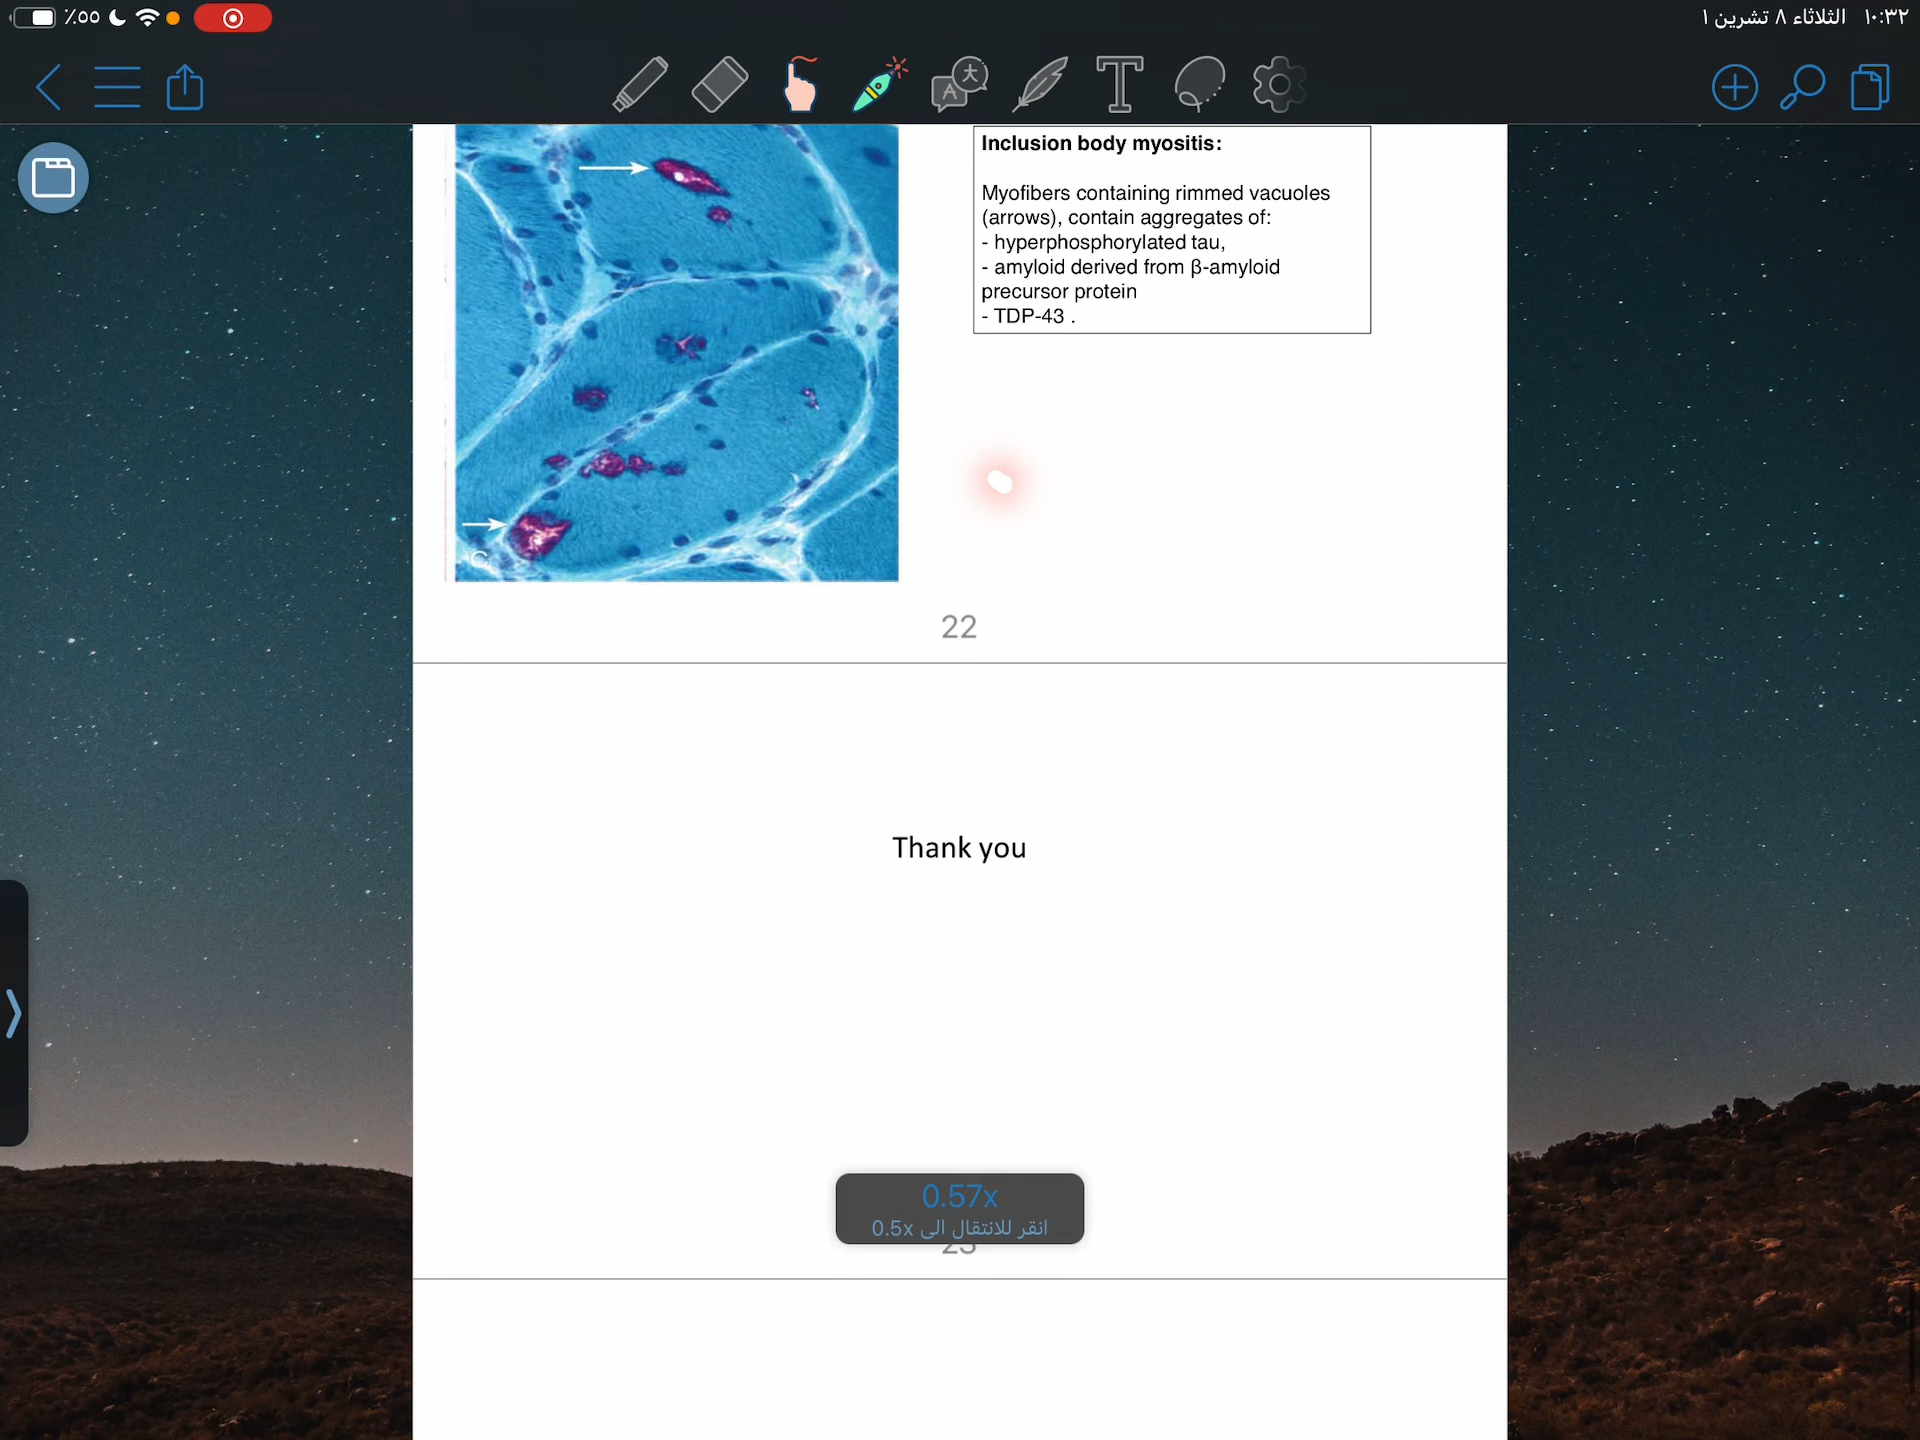 ٪٥٥
١٠:٣٢ الثلاثاء ٨ تشرين ١
Inclusion body myositis:
Myofibers containing rimmed vacuoles
(arrows), contain aggregates of:
- hyperphosphorylated tau,
- amyloid derived from β-amyloid
precursor protein
- TDP-43 .
C
22
Thank you
0.57x
انقر للانتقال الى 0.5x
23